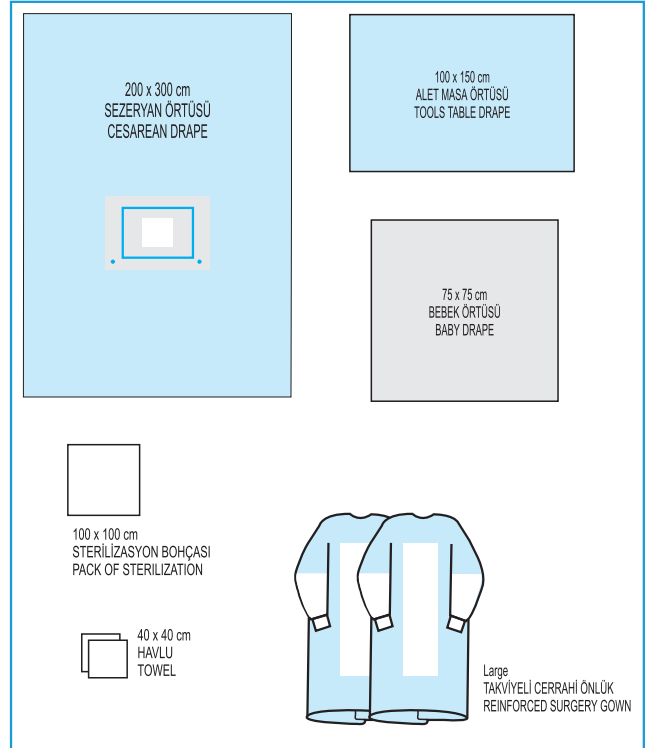 200 x 300 cm
SEZERYAN ÖRTÜSÜ
CESAREAN DRAPE
100 x 150 cm
ALET MASA ÖRTÜSÜ
TOOLS TABLE DRAPE
75 x 75 cm
BEBEK ÖRTÜSÜ
BABY DRAPE
100 x 100 cm
STERİLİZASYON BOHÇASI
PACK OF STERILIZATION
40 x 40 cm
HAVLU
TOWEL
Large
TAKVİYELİ CERRAHİ ÖNLÜK
REINFORCED SURGERY GOWN